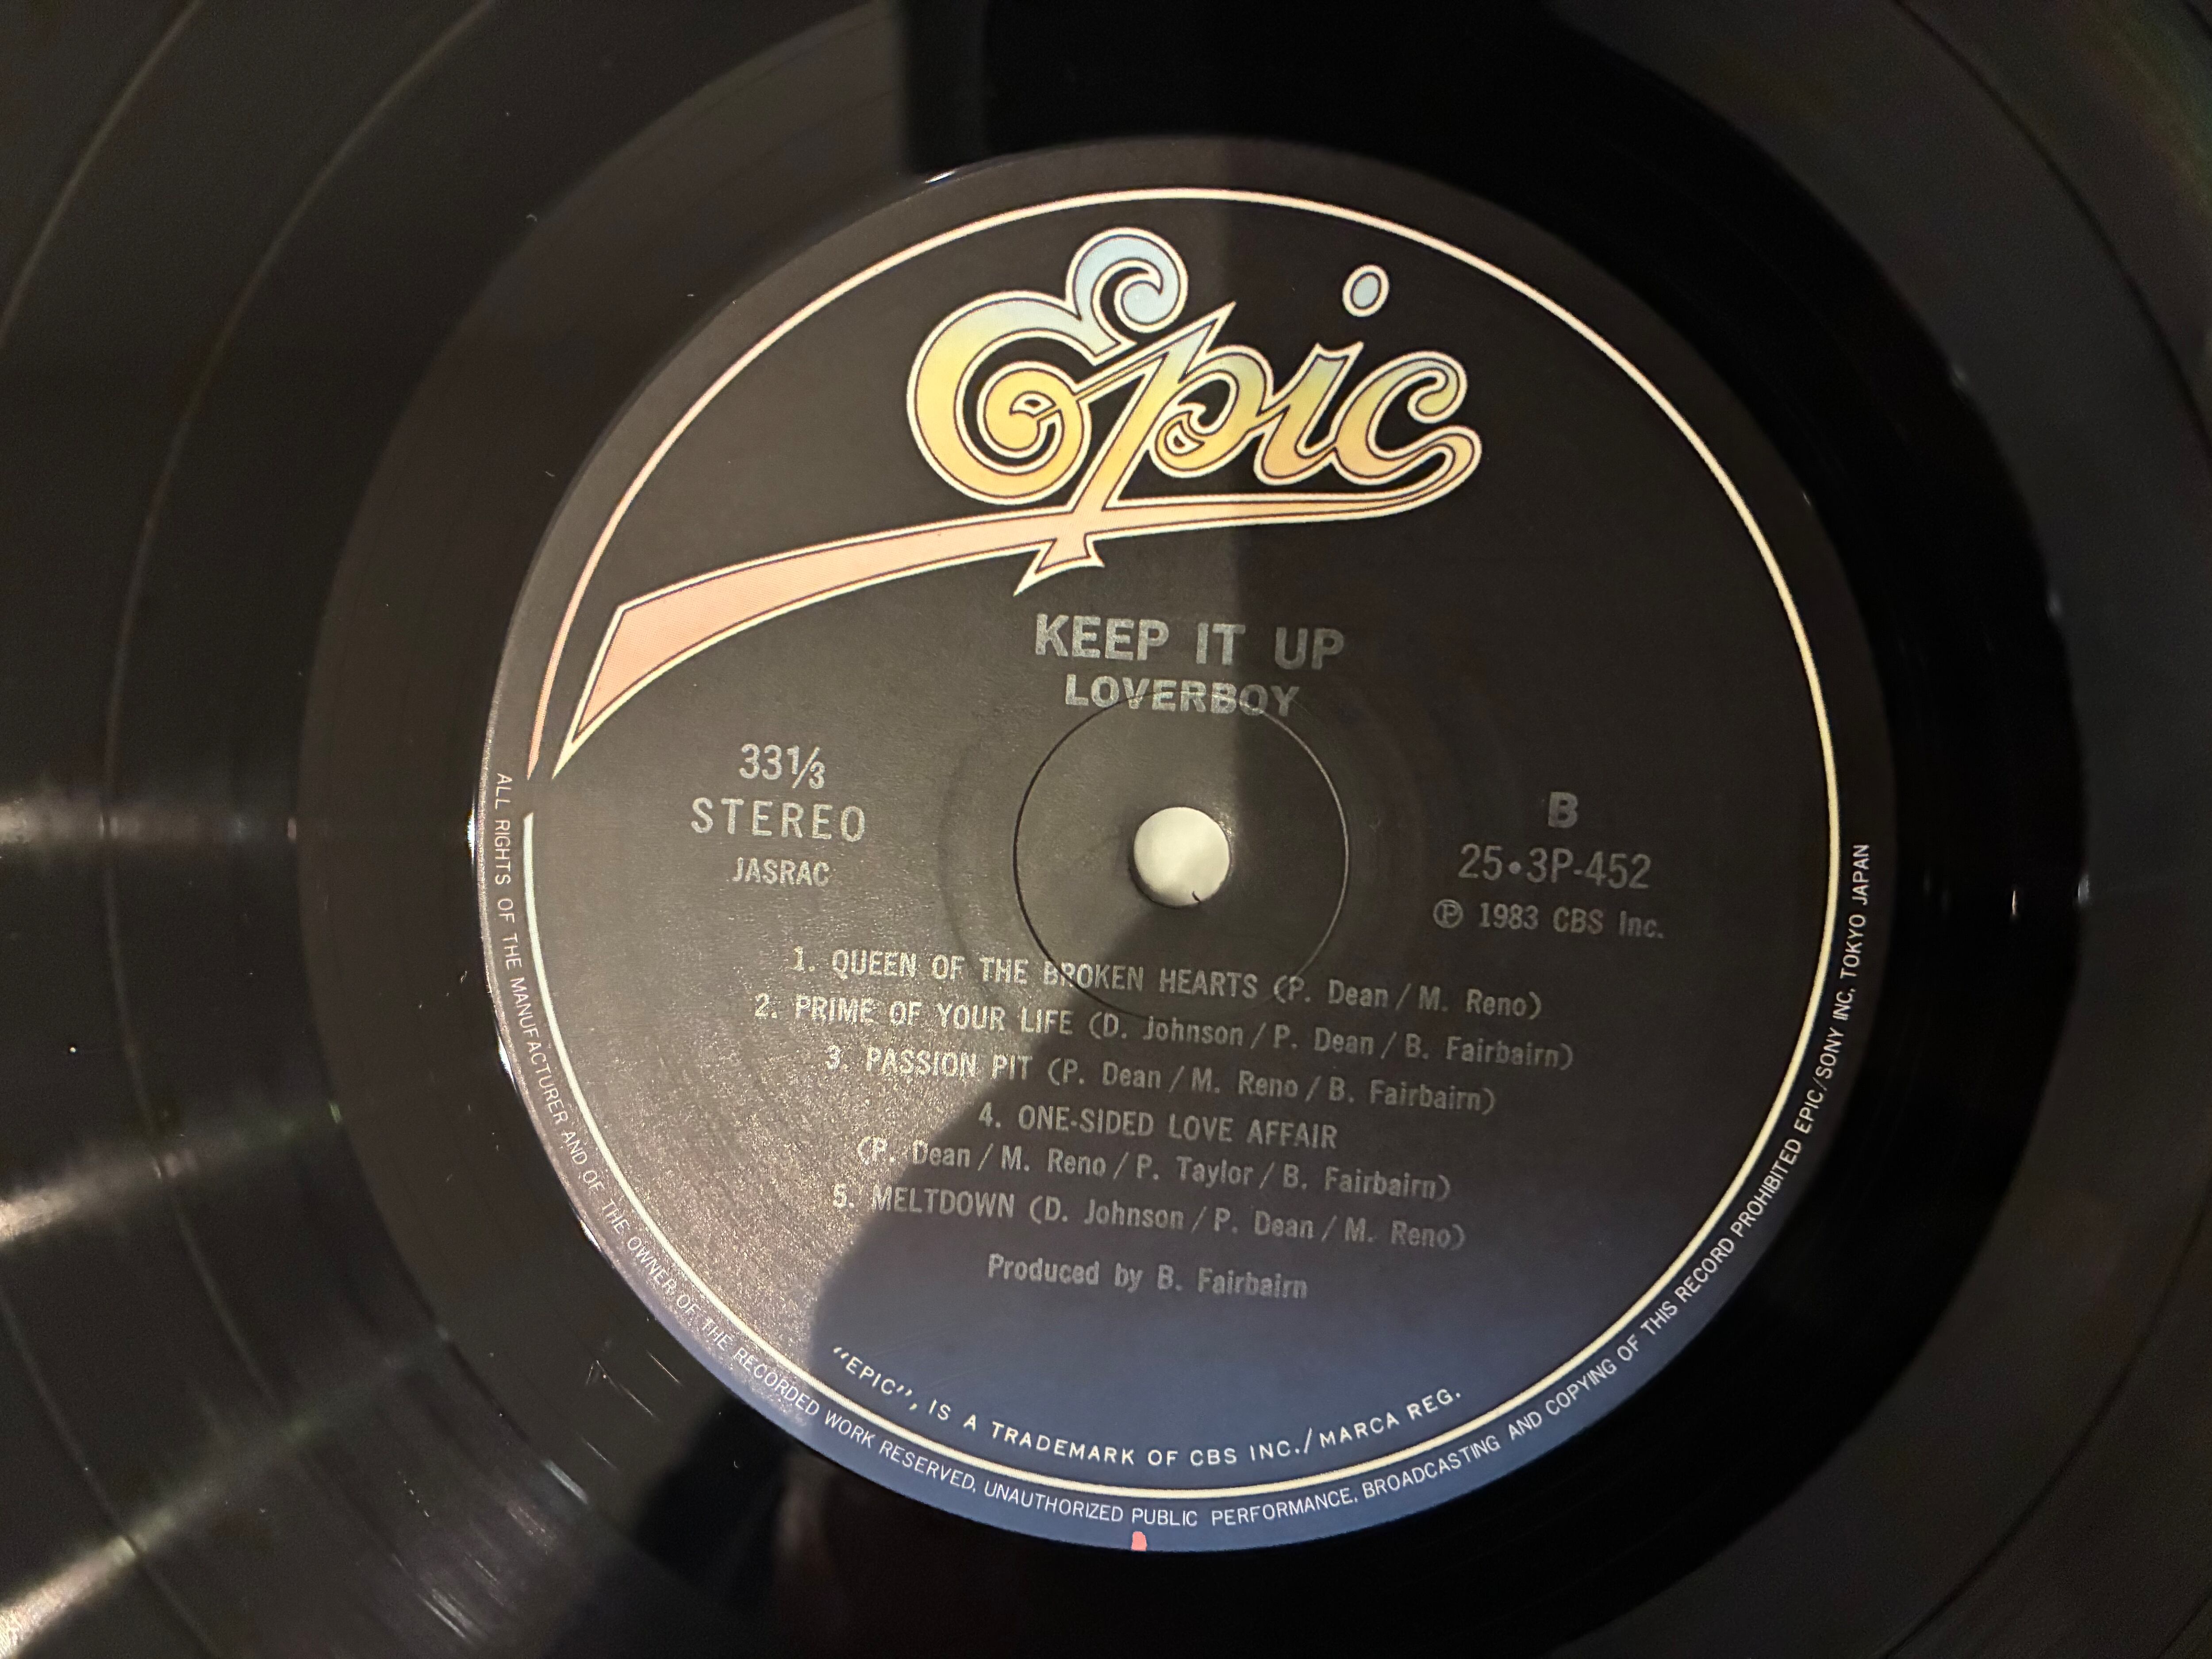 Epic
KEEP IT UP
LOVERBOY
33⅓
STEREO
JASRAC
B
25•3P-452
Ⓟ 1983 CBS Inc.
1. QUEEN OF THE BROKEN HEARTS (P. Dean / M. Reno)
2. PRIME OF YOUR LIFE (D. Johnson / P. Dean / B. Fairbairn)
3. PASSION PIT (P. Dean / M. Reno / B. Fairbairn)
4. ONE-SIDED LOVE AFFAIR
(P. Dean / M. Reno / P. Taylor / B. Fairbairn)
5. MELTDOWN (D. Johnson / P. Dean / M. Reno)
Produced by B. Fairbairn
“EPIC”, IS A TRADEMARK OF CBS INC./MARCA REG.
ALL RIGHTS OF THE MANUFACTURER AND OF THE OWNER OF THE RECORDED WORK RESERVED, UNAUTHORIZED PUBLIC PERFORMANCE, BROADCASTING AND COPYING OF THIS RECORD PROHIBITED EPIC/SONY INC. TOKYO JAPAN